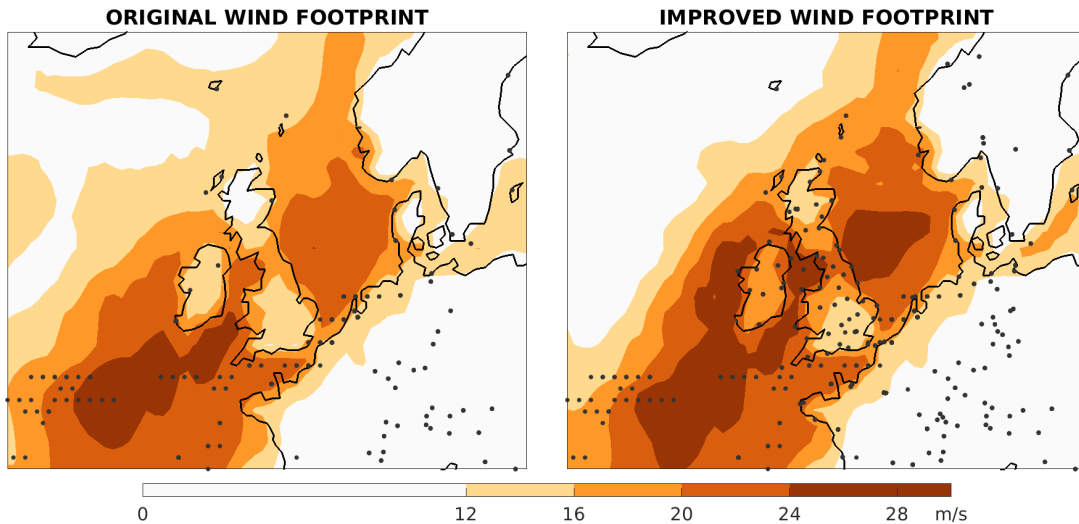 ORIGINAL WIND FOOTPRINT
IMPROVED WIND FOOTPRINT
0 12 16 20 24 28 m/s